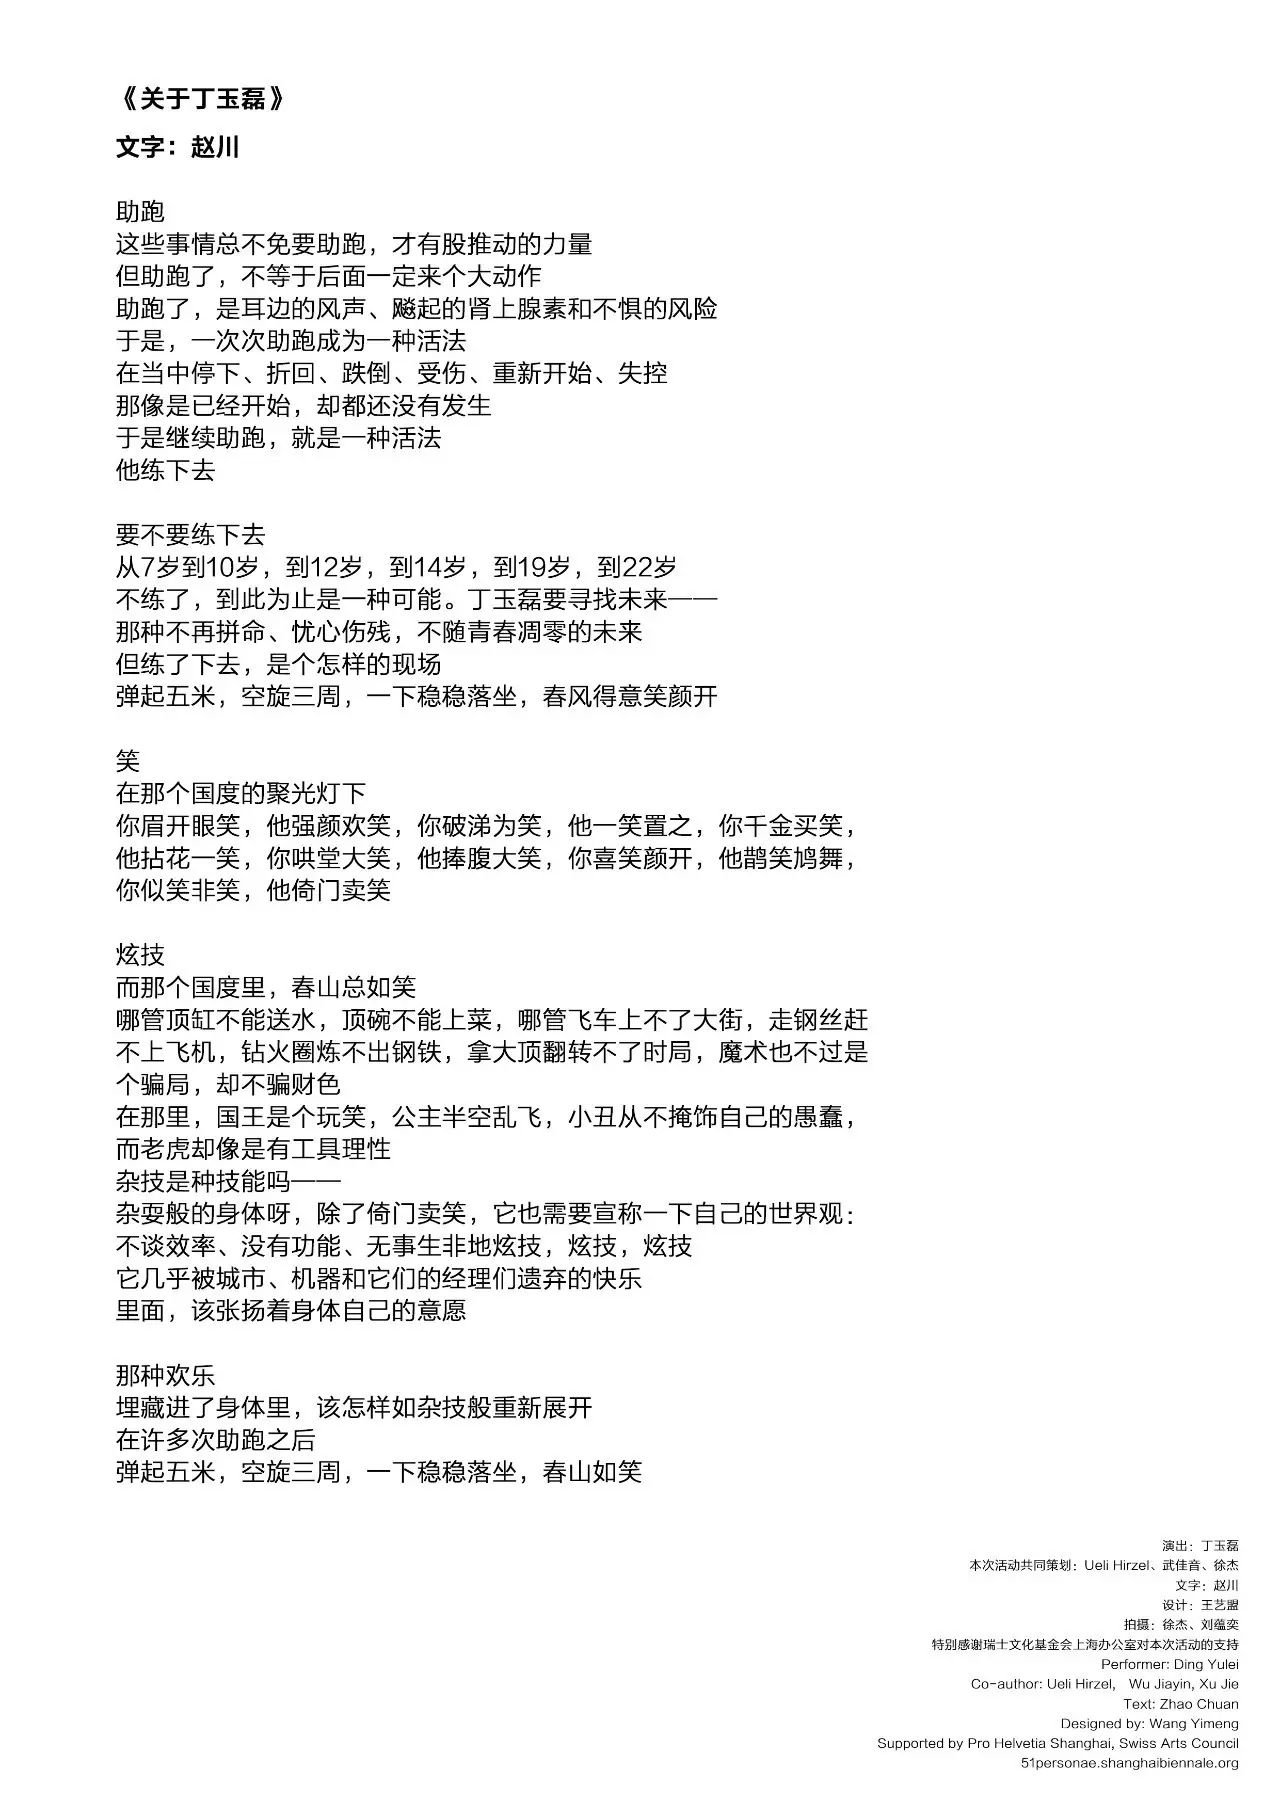 《关于丁玉磊》
文字：赵川
助跑
这些事情总不免要助跑，才有股推动的力量
但助跑了，不等于后面一定来个大动作
助跑了，是耳边的风声、飚起的肾上腺素和不惧的风险
于是，一次次助跑成为一种活法
在当中停下、折回、跌倒、受伤、重新开始、失控
那像是已经开始，却都还没有发生
于是继续助跑，就是一种活法
他练下去
要不要练下去
从7岁到10岁，到12岁，到14岁，到19岁，到22岁
不练了，到此为止是一种可能。丁玉磊要寻找未来——
那种不再拼命、忧心伤残，不随青春凋零的未来
但练了下去，是个怎样的现场
弹起五米，空旋三周，一下稳稳落坐，春风得意笑颜开
笑
在那个国度的聚光灯下
你眉开眼笑，他强颜欢笑，你破涕为笑，他一笑置之，你千金买笑，
他拈花一笑，你哄堂大笑，他捧腹大笑，你喜笑颜开，他鹊笑鸠舞，
你似笑非笑，他倚门卖笑
炫技
而那个国度里，春山总如笑
哪管顶缸不能送水，顶碗不能上菜，哪管飞车上不了大街，走钢丝赶
不上飞机，钻火圈炼不出钢铁，拿大顶翻转不了时局，魔术也不过是
个骗局，却不骗财色
在那里，国王是个玩笑，公主半空乱飞，小丑从不掩饰自己的愚蠢，
而老虎却像是有工具理性
杂技是种技能吗——
杂耍般的身体呀，除了倚门卖笑，它也需要宣称一下自己的世界观：
不谈效率、没有功能、无事生非地炫技，炫技，炫技
它几乎被城市、机器和它们的经理们遗弃的快乐
里面，该张扬着身体自己的意愿
那种欢乐
埋藏进了身体里，该怎样如杂技般重新展开
在许多次助跑之后
弹起五米，空旋三周，一下稳稳落坐，春山如笑
演出：丁玉磊
本次活动共同策划：Ueli Hirzel、武佳音、徐杰
文字：赵川
设计：王艺盟
拍摄：徐杰、刘蕴奕
特别感谢瑞士文化基金会上海办公室对本次活动的支持
Performer: Ding Yulei
Co-author: Ueli Hirzel, Wu Jiayin, Xu Jie
Text: Zhao Chuan
Designed by: Wang Yimeng
Supported by Pro Helvetia Shanghai, Swiss Arts Council
51personae.shanghaibiennale.org